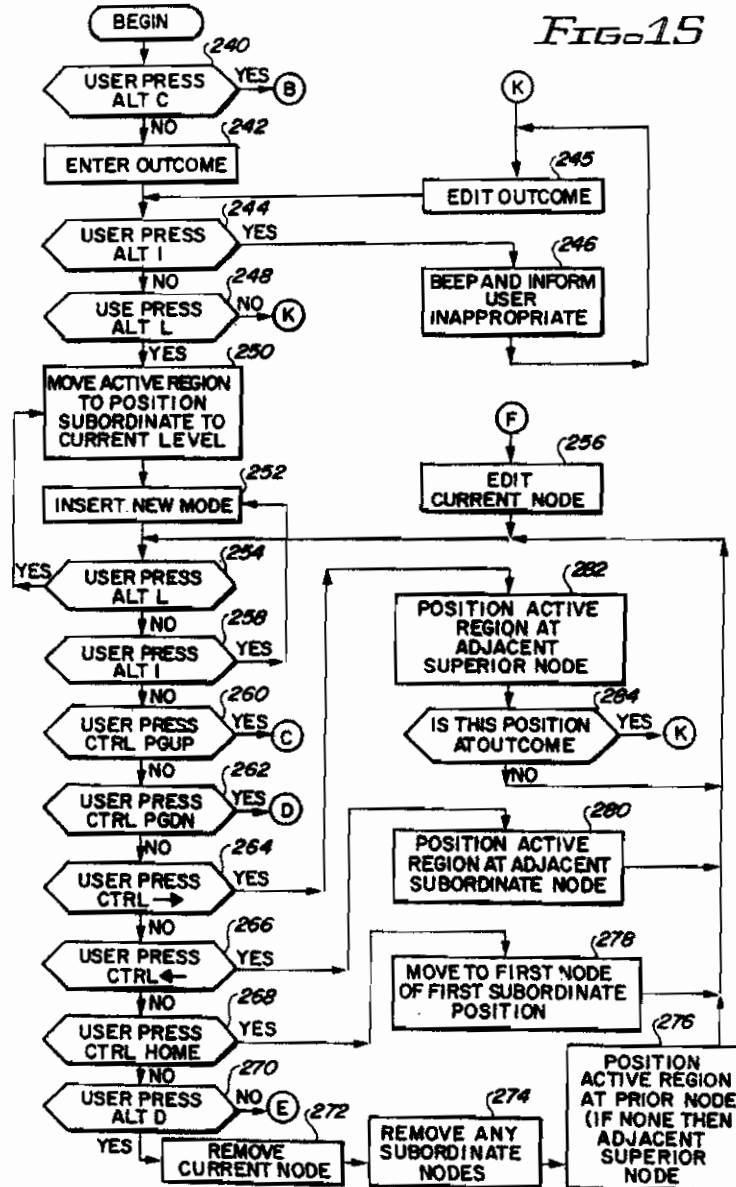 FIG. 15
BEGIN
240
USER PRESS
ALT C
YES
B
NO
242
ENTER OUTCOME
K
245
EDIT OUTCOME
244
USER PRESS
ALT I
YES
246
BEEP AND INFORM
USER
INAPPROPRIATE
NO
248
USE PRESS
ALT L
NO
K
YES
250
MOVE ACTIVE REGION
TO POSITION
SUBORDINATE TO
CURRENT LEVEL
252
INSERT NEW MODE
F
256
EDIT
CURRENT NODE
254
YES
USER PRESS
ALT L
NO
258
USER PRESS
ALT I
YES
282
POSITION ACTIVE
REGION AT
ADJACENT
SUPERIOR NODE
NO
260
USER PRESS
CTRL PGUP
YES
C
284
IS THIS POSITION
AT OUTCOME
YES
K
NO
NO
262
USER PRESS
CTRL PGDN
YES
D
280
POSITION ACTIVE
REGION AT ADJACENT
SUBORDINATE NODE
NO
264
USER PRESS
CTRL →
YES
NO
266
USER PRESS
CTRL ←
YES
278
MOVE TO FIRST NODE
OF FIRST SUBORDINATE
POSITION
NO
268
USER PRESS
CTRL HOME
YES
276
POSITION
ACTIVE REGION
AT PRIOR NODE
(IF NONE THEN
ADJACENT
SUPERIOR
NODE
NO
270
USER PRESS
ALT D
NO
E
YES
272
REMOVE
CURRENT NODE
274
REMOVE ANY
SUBORDINATE
NODES